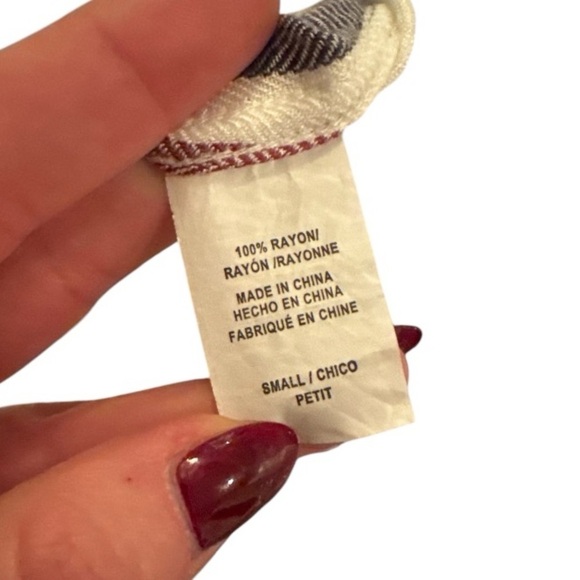 100% RAYON/
RAYÓN /RAYONNE
MADE IN CHINA
HECHO EN CHINA
FABRIQUÉ EN CHINE
SMALL / CHICO
PETIT